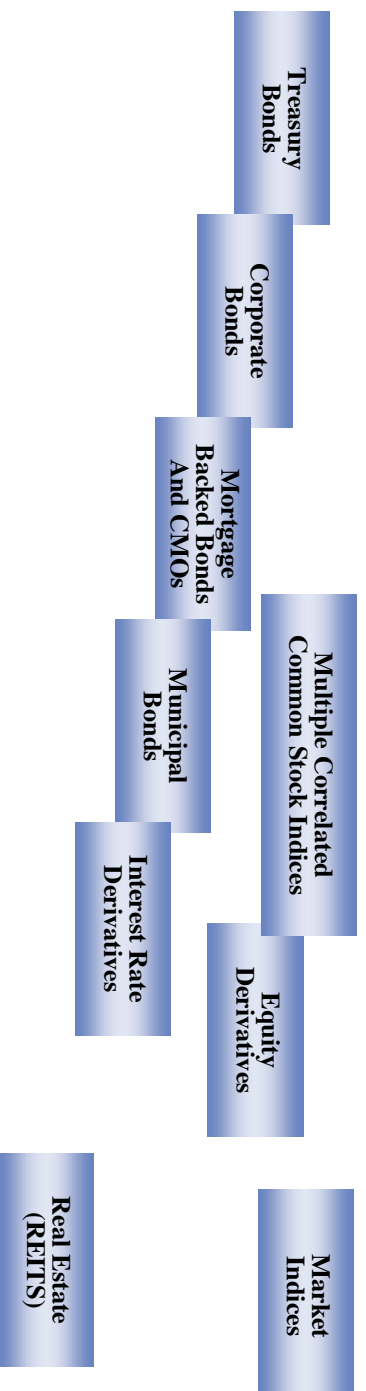 Treasury
Bonds
Corporate
Bonds
Mortgage
Backed Bonds
And CMOs
Municipal
Bonds
Interest Rate
Derivatives
Multiple Correlated
Common Stock Indices
Equity
Derivatives
Market
Indices
Real Estate
(REITS)